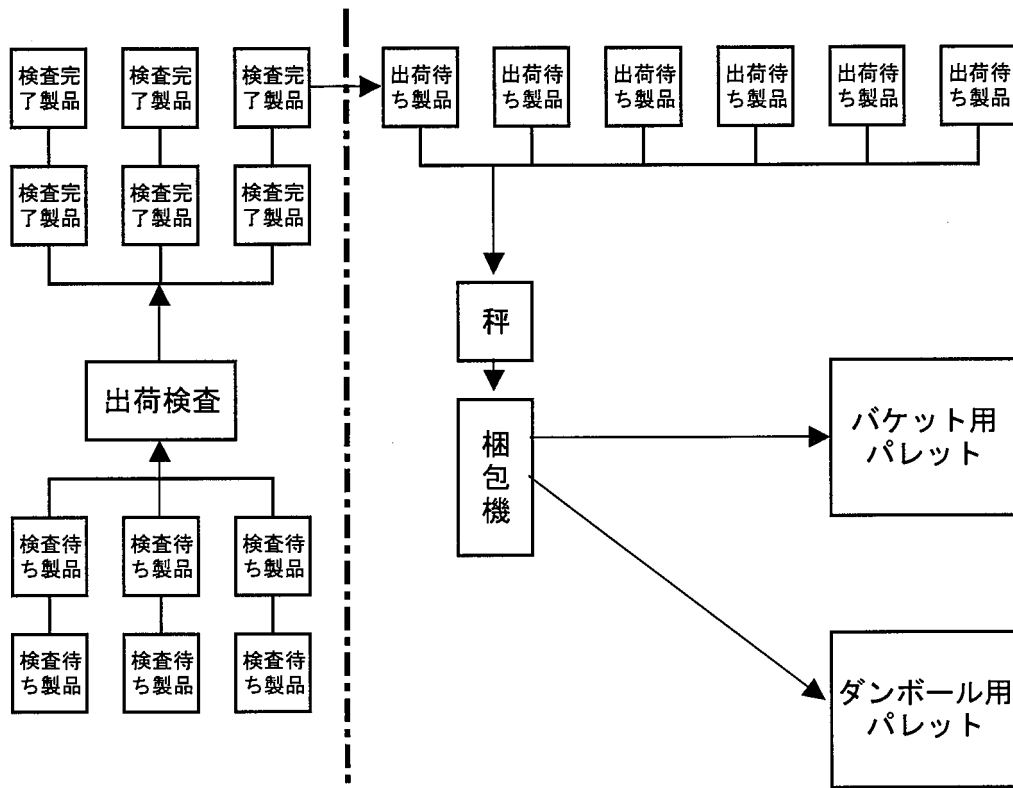 検査完
了製品
検査完
了製品
検査完
了製品
検査完
了製品
検査完
了製品
検査完
了製品
出荷検査
検査待
ち製品
検査待
ち製品
検査待
ち製品
検査待
ち製品
検査待
ち製品
検査待
ち製品
出荷待
ち製品
出荷待
ち製品
出荷待
ち製品
出荷待
ち製品
出荷待
ち製品
出荷待
ち製品
秤
梱包機
バケット用
パレット
ダンボール用
パレット